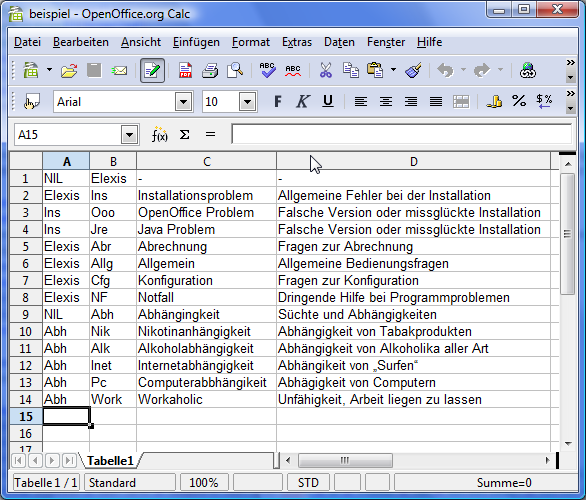 beispiel - OpenOffice.org Calc
Datei Bearbeiten Ansicht Einfügen Format Extras Daten Fenster Hilfe
Arial 10 F K U
A15 f(x) Σ =
A B C D
1 NIL Elexis - -
2 Elexis Ins Installationsproblem Allgemeine Fehler bei der Installation
3 Ins Ooo OpenOffice Problem Falsche Version oder missglückte Installation
4 Ins Jre Java Problem Falsche Version oder missglückte Installation
5 Elexis Abr Abrechnung Fragen zur Abrechnung
6 Elexis Allg Allgemein Allgemeine Bedienungsfragen
7 Elexis Cfg Konfiguration Fragen zur Konfiguration
8 Elexis NF Notfall Dringende Hilfe bei Programmproblemen
9 NIL Abh Abhängingkeit Süchte und Abhängigkeiten
10 Abh Nik Nikotinanhängigkeit Abhängigkeit von Tabakprodukten
11 Abh Alk Alkoholabhängigkeit Abhängigkeit von Alkoholika aller Art
12 Abh Inet Internetabhängigkeit Abhängikeit von „Surfen“
13 Abh Pc Computerabbhängikeit Abhägigkeit von Computern
14 Abh Work Workaholic Unfähigkeit, Arbeit liegen zu lassen
15
16
17
Tabelle1
Tabelle 1 / 1 Standard 100% STD Summe=0